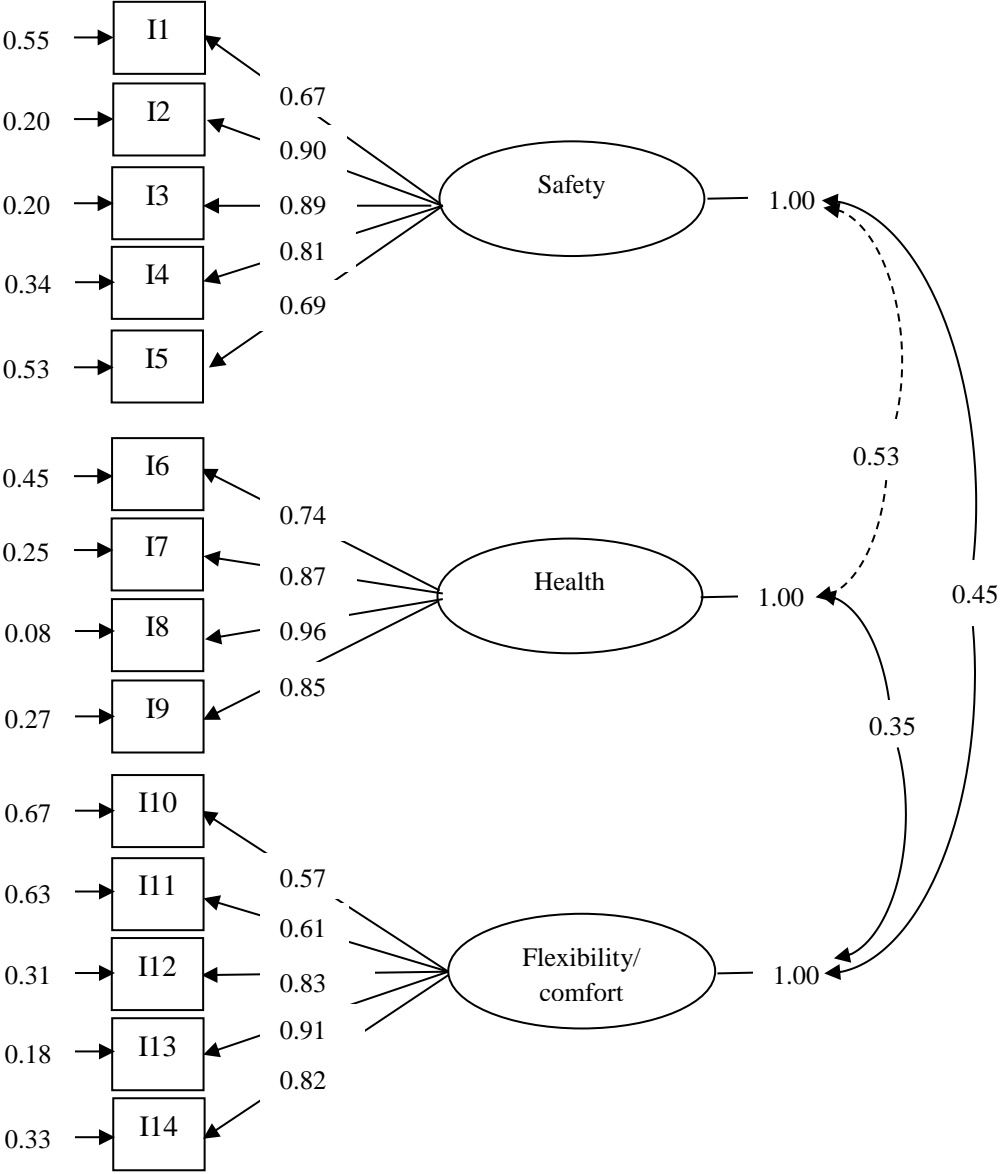 I1
0.55
0.67
I2
0.20
0.90
I3
0.20
0.89
I4
0.34
0.81
I5
0.53
0.69
Safety
1.00
I6
0.45
0.74
I7
0.25
0.87
I8
0.08
0.96
I9
0.27
0.85
Health
1.00
0.53
0.45
0.35
I10
0.67
0.57
I11
0.63
0.61
I12
0.31
0.83
I13
0.18
0.91
I14
0.33
0.82
Flexibility/
comfort
1.00